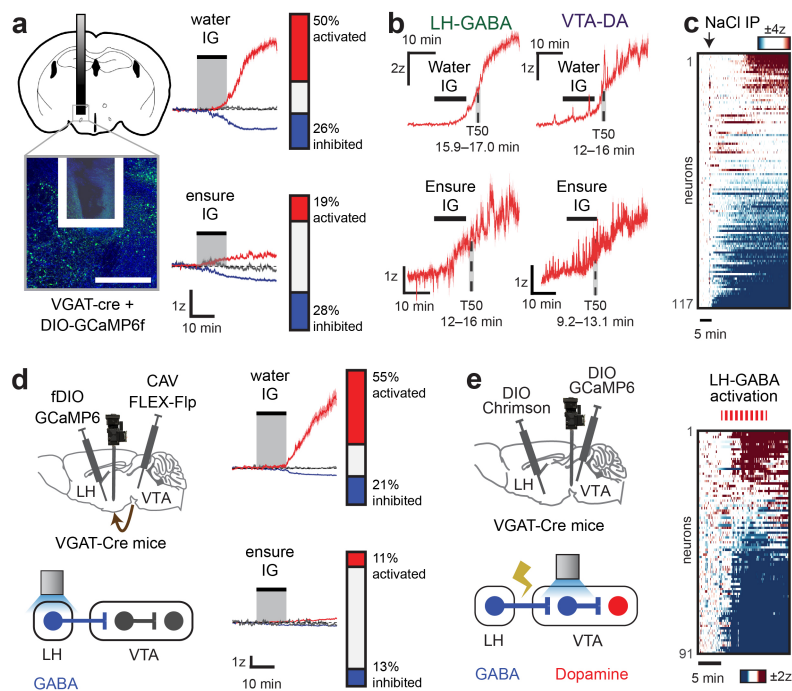 a
water
IG
50%
activated
26%
inhibited
ensure
IG
19%
activated
28%
inhibited
1z
10 min
VGAT-cre +
DIO-GCaMP6f
b
LH-GABA
VTA-DA
10 min
2z
Water
IG
T50
15.9–17.0 min
10 min
1z
Water
IG
T50
12–16 min
Ensure
IG
1z
10 min
T50
12–16 min
Ensure
IG
1z
10 min
T50
9.2–13.1 min
c
NaCl IP
±4z
1
neurons
117
5 min
d
fDIO
GCaMP6
CAV
FLEX-Flp
LH
VTA
VGAT-Cre mice
LH
VTA
GABA
water
IG
55%
activated
21%
inhibited
ensure
IG
11%
activated
13%
inhibited
1z
10 min
e
DIO
Chrimson
DIO
GCaMP6
LH
VTA
VGAT-Cre mice
LH
VTA
GABA
Dopamine
LH-GABA
activation
1
neurons
91
5 min
±2z